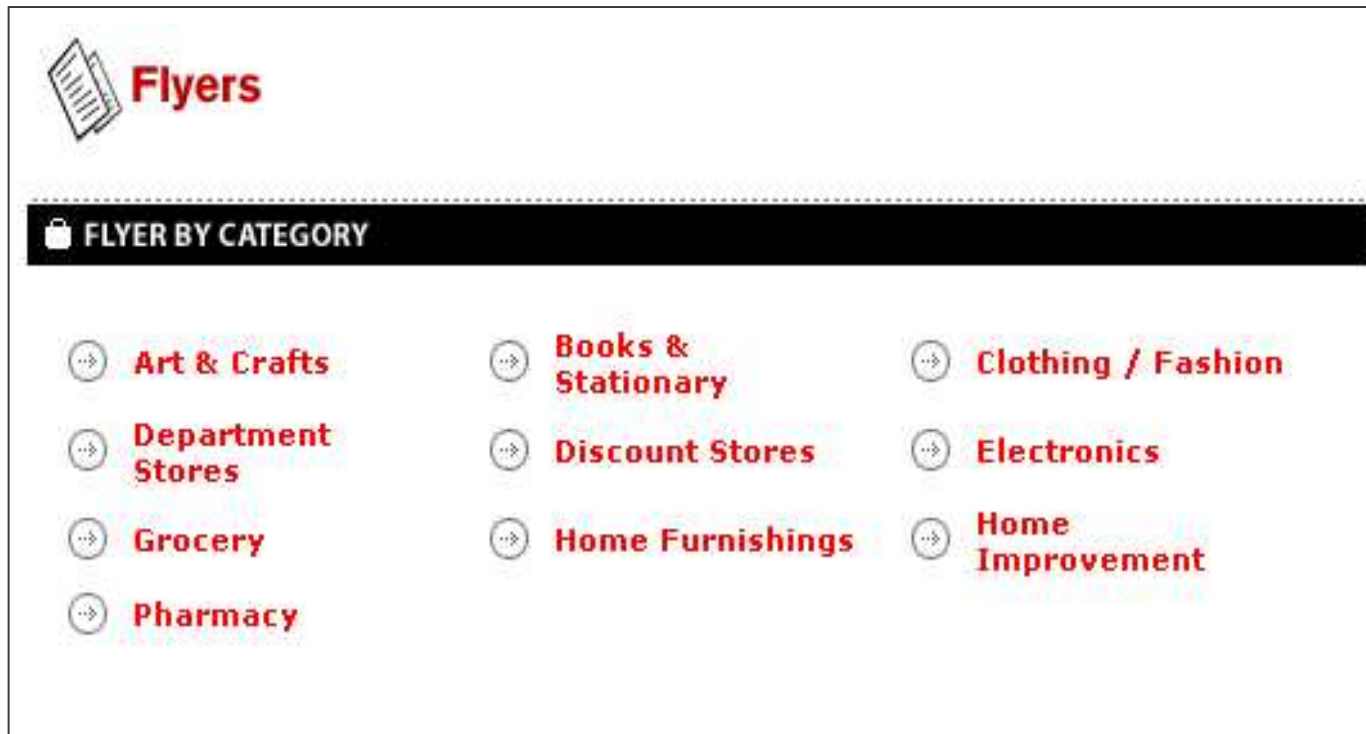 Flyers
FLYER BY CATEGORY
Art & Crafts
Books &
Stationary
Clothing / Fashion
Department
Stores
Discount Stores
Electronics
Grocery
Home Furnishings
Home
Improvement
Pharmacy